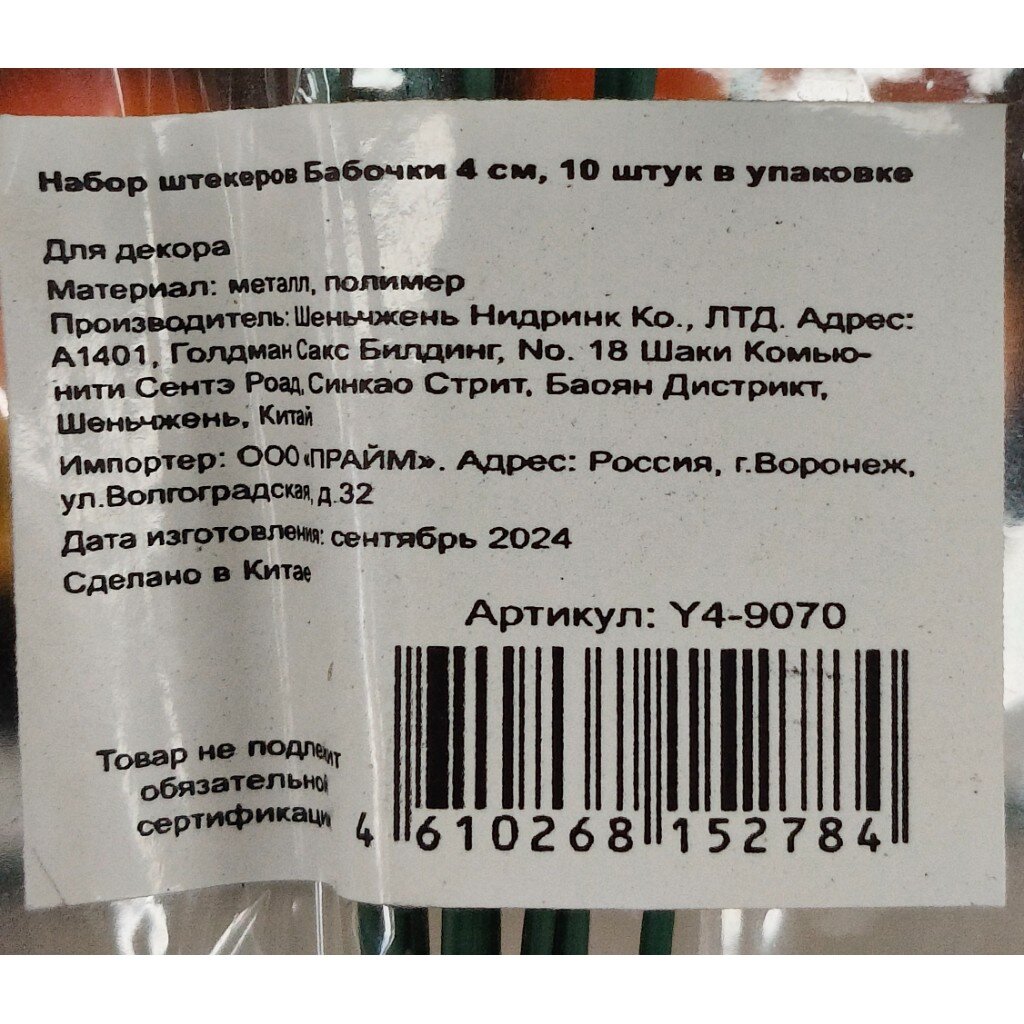 Набор штекеров Бабочки 4 см, 10 штук в упаковке
Для декора
Материал: металл, полимер
Производитель: Шеньчжень Нидринк Ко., ЛТД. Адрес:
А1401, Голдман Сакс Билдинг, No. 18 Шаки Комью-
нити Сентэ Роад, Синкао Стрит, Баоян Дистрикт,
Шеньчжень, Китай
Импортер: ООО «ПРАЙМ». Адрес: Россия, г.Воронеж,
ул.Волгоградская, д.32
Дата изготовления: сентябрь 2024
Сделано в Китае
Артикул: Y4-9070
Товар не подлежит
обязательной
сертификации
4 610268 152784